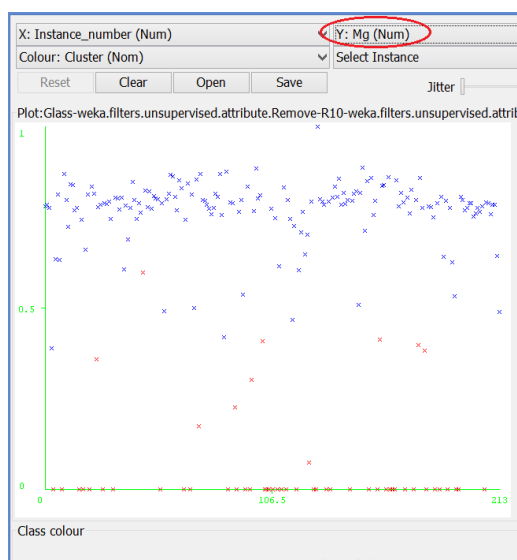 X: Instance_number (Num)
Y: Mg (Num)
Colour: Cluster (Nom)
Select Instance
Reset
Clear
Open
Save
Jitter
Plot:Glass-weka.filters.unsupervised.attribute.Remove-R10-weka.filters.unsupervised.attrib
1
0.5
0
0
106.5
213
Class colour